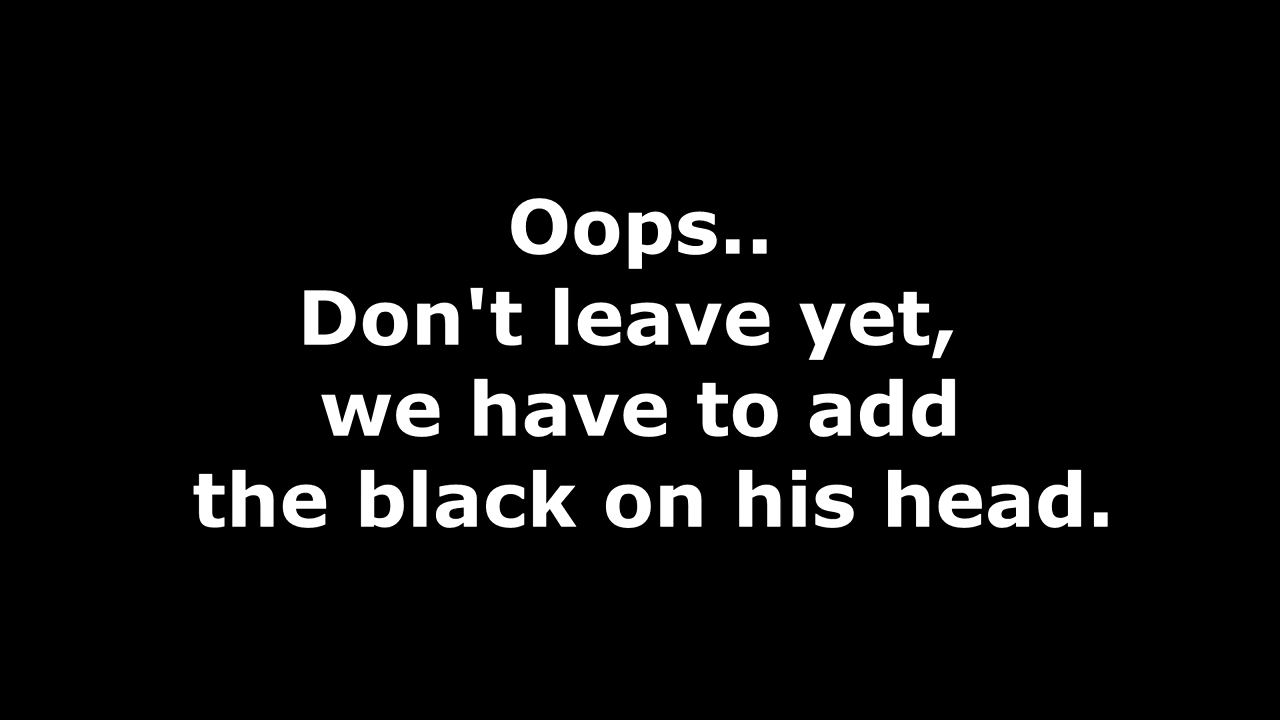 Oops..
Don't leave yet,
we have to add
the black on his head.